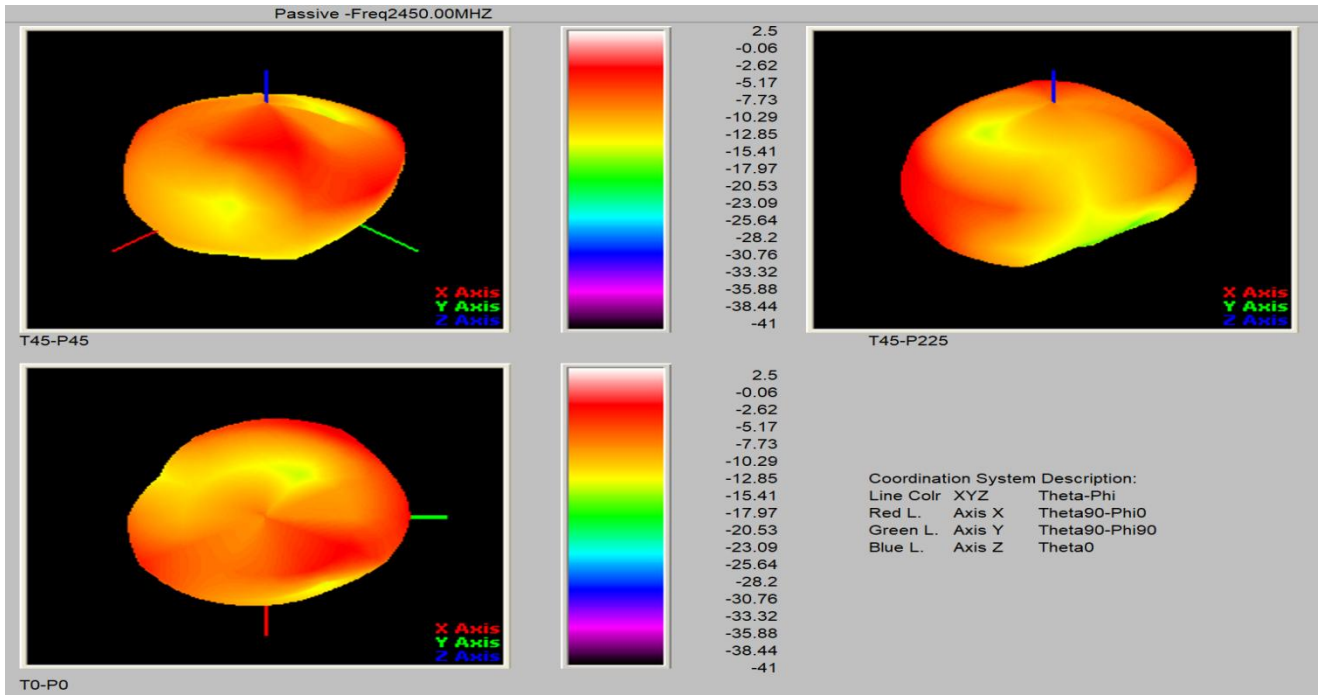 Passive -Freq2450.00MHZ
2.5
-0.06
-2.62
-5.17
-7.73
-10.29
-12.85
-15.41
-17.97
-20.53
-23.09
-25.64
-28.2
-30.76
-33.32
-35.88
-38.44
-41
X Axis
Y Axis
Z Axis
T45-P45
X Axis
Y Axis
Z Axis
T45-P225
2.5
-0.06
-2.62
-5.17
-7.73
-10.29
-12.85
-15.41
-17.97
-20.53
-23.09
-25.64
-28.2
-30.76
-33.32
-35.88
-38.44
-41
X Axis
Y Axis
Z Axis
T0-P0
Coordination System Description:
Line Colr XYZ Theta-Phi
Red L. Axis X Theta90-Phi0
Green L. Axis Y Theta90-Phi90
Blue L. Axis Z Theta0